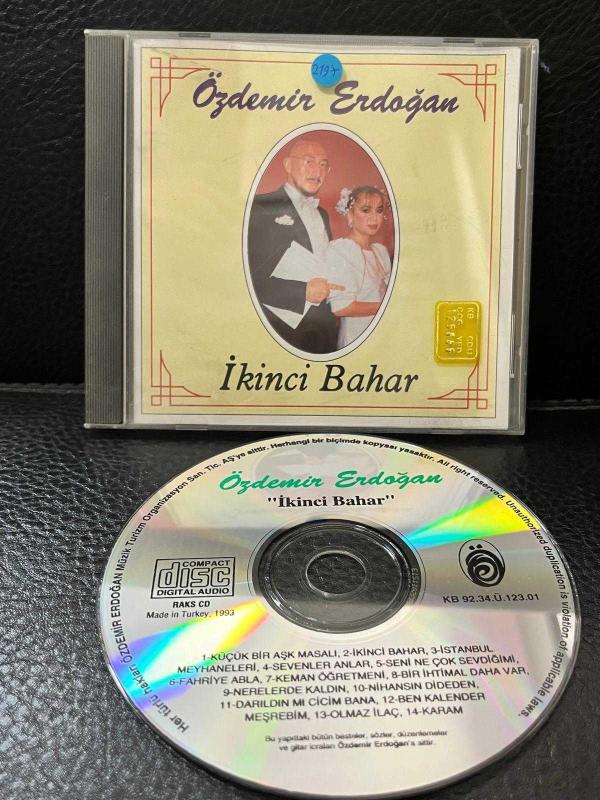 2197
Özdemir Erdoğan
KB CDÜ
İkinci Bahar
Her türlü hakları ÖZDEMİR ERDOĞAN Müzik Turizm Organizasyon San. Tic. AŞ'ye aittir. Herhangi bir biçimde kopyası yasaktır. All right reserved. Unauthorized duplication is violation of applicable laws.
Özdemir Erdoğan
"İkinci Bahar"
COMPACT
disc
DIGITAL AUDIO
RAKS CD
Made in Turkey, 1993
Ö
KB 92.34.Ü.123.01
1-KÜÇÜK BİR AŞK MASALI, 2-İKİNCİ BAHAR, 3-İSTANBUL
MEYHANELERİ, 4-SEVENLER ANLAR, 5-SENİ NE ÇOK SEVDİĞİMİ,
6-FAHRİYE ABLA, 7-KEMAN ÖĞRETMENİ, 8-BİR İHTİMAL DAHA VAR,
9-NERELERDE KALDIN, 10-NİHANSIN DİDEDEN,
11-DARILDIN MI CİCİM BANA, 12-BEN KALENDER
MEŞREBİM, 13-OLMAZ İLAÇ, 14-KARAM
Bu yapıttaki bütün besteler, sözler, düzenlemeler
ve gitar icraları Özdemir Erdoğan'a aittir.